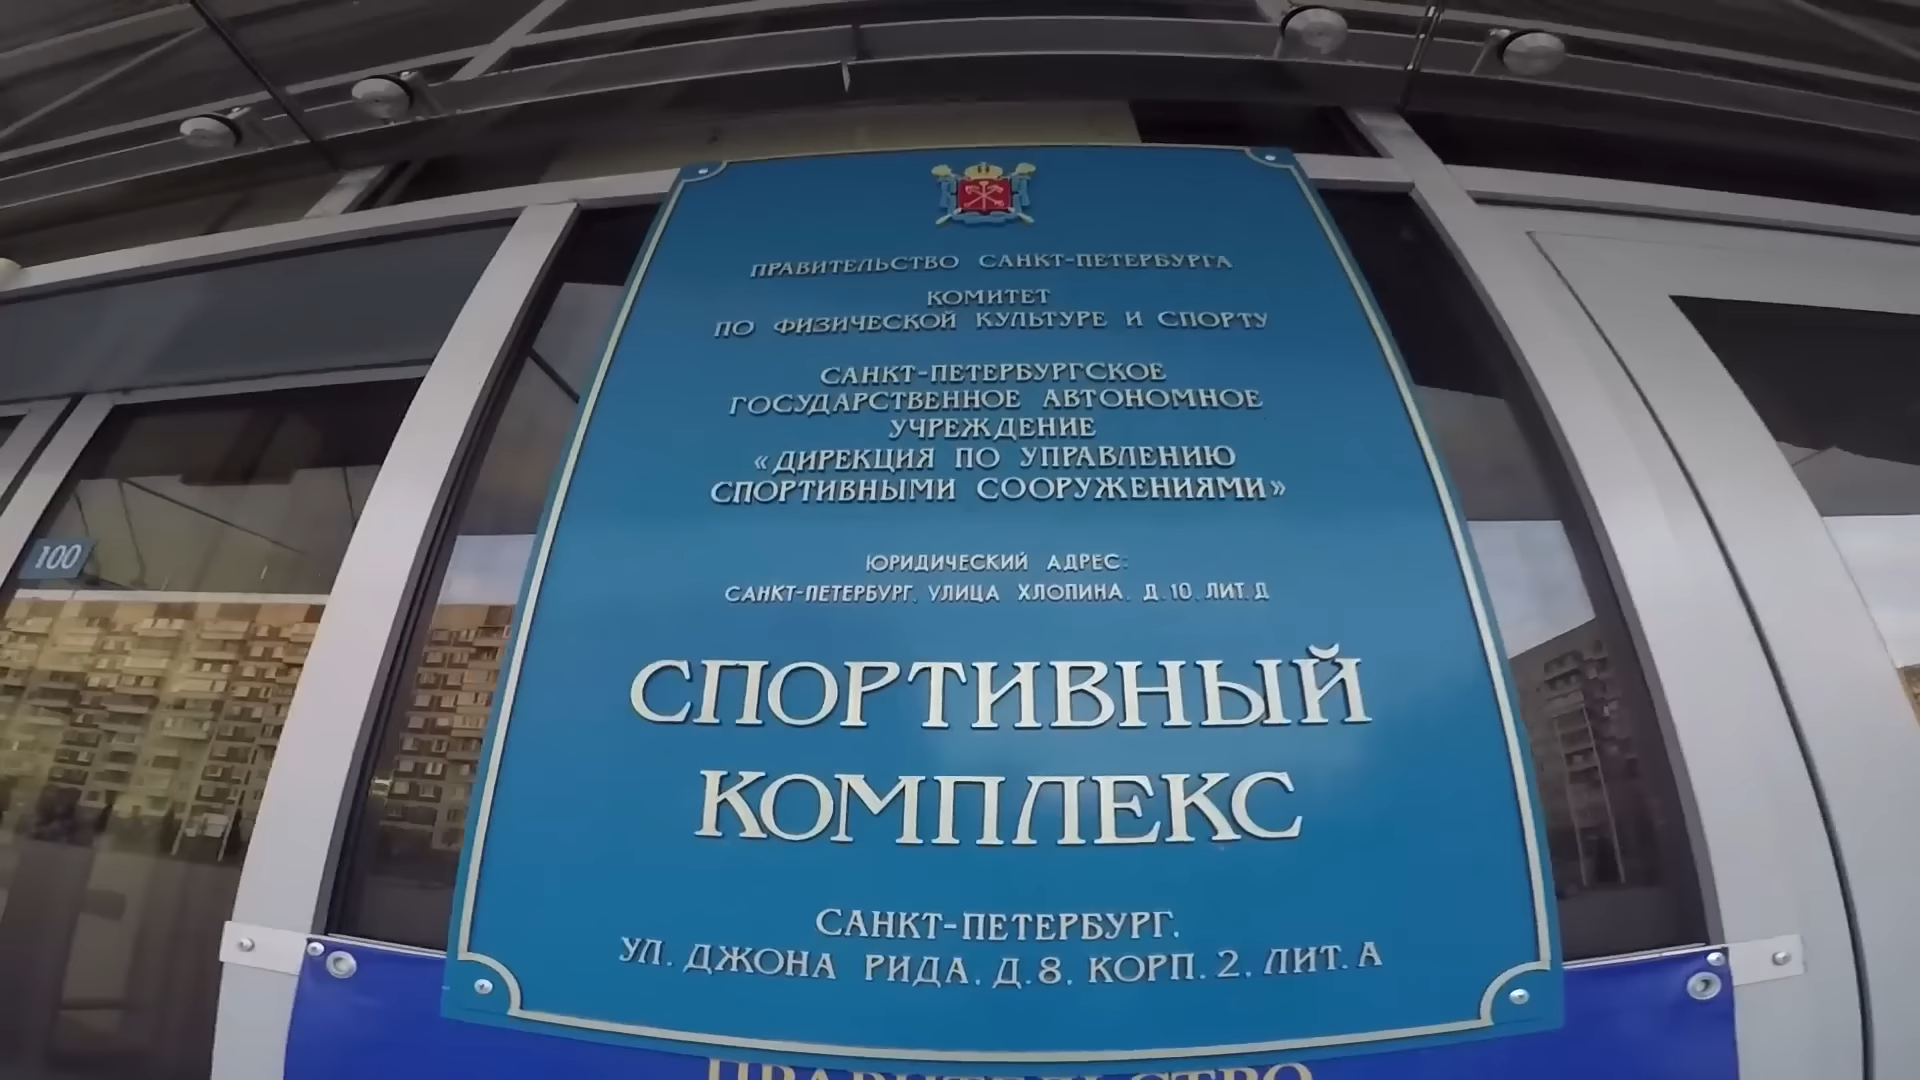 ПРАВИТЕЛЬСТВО САНКТ-ПЕТЕРБУРГА
КОМИТЕТ
ПО ФИЗИЧЕСКОЙ КУЛЬТУРЕ И СПОРТУ
САНКТ-ПЕТЕРБУРГСКОЕ
ГОСУДАРСТВЕННОЕ АВТОНОМНОЕ
УЧРЕЖДЕНИЕ
«ДИРЕКЦИЯ ПО УПРАВЛЕНИЮ
СПОРТИВНЫМИ СООРУЖЕНИЯМИ»
ЮРИДИЧЕСКИЙ АДРЕС:
САНКТ-ПЕТЕРБУРГ, УЛИЦА ХЛОПИНА, Д.10, ЛИТ.Д
СПОРТИВНЫЙ
КОМПЛЕКС
САНКТ-ПЕТЕРБУРГ,
УЛ. ДЖОНА РИДА, Д.8, КОРП.2, ЛИТ.А
100
ПРАВИТЕЛЬСТВО